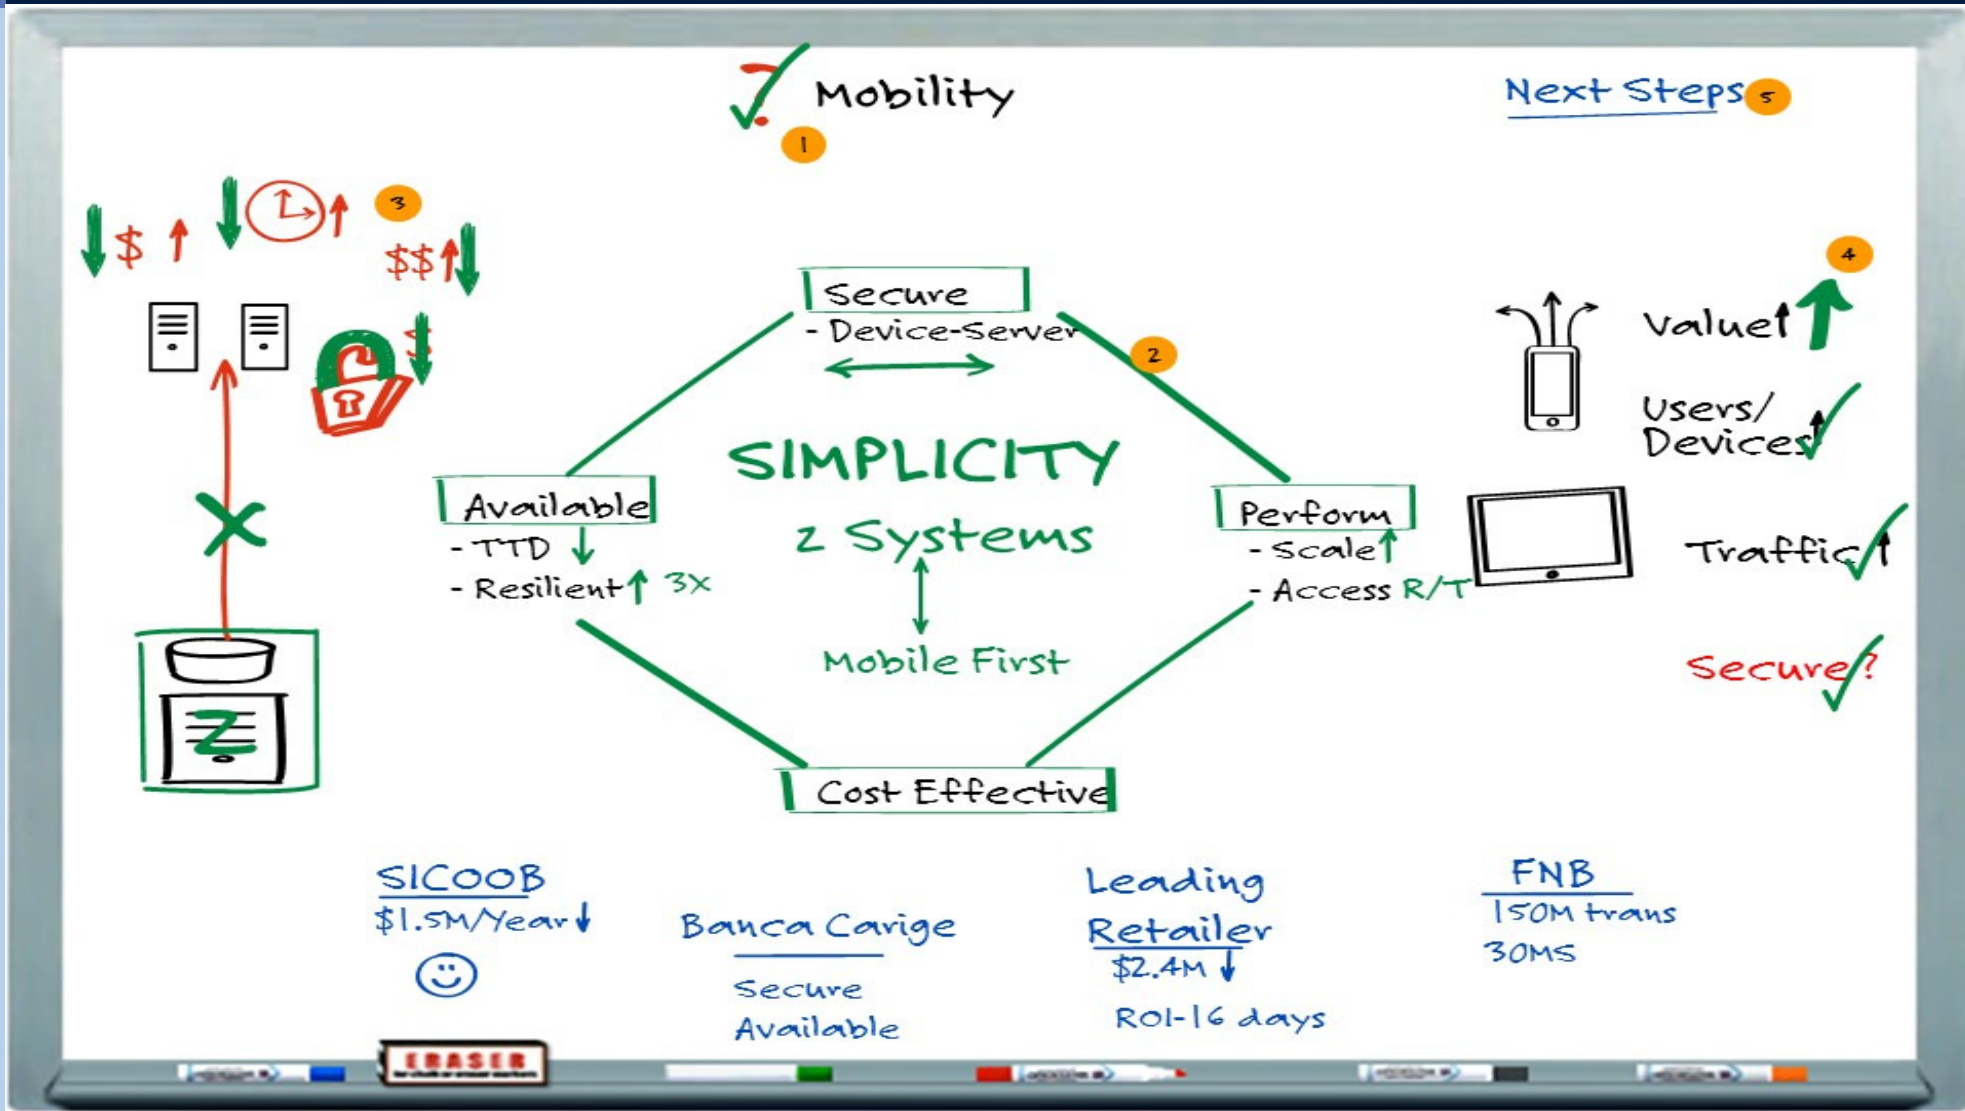 ? Mobility
1
Next Steps 5
3
$
$$
$
4
Value
Users/
Devices
Traffic
Secure?
Secure
- Device-Server
2
SIMPLICITY
z Systems
Mobile First
Available
- TTD
- Resilient 3X
Perform
- Scale
- Access R/T
Cost Effective
X
Z
SICOOB
$1.5M/Year
Banca Carige
Secure
Available
Leading
Retailer
$2.4M
ROI-16 days
FNB
150M trans
30MS
ERASER